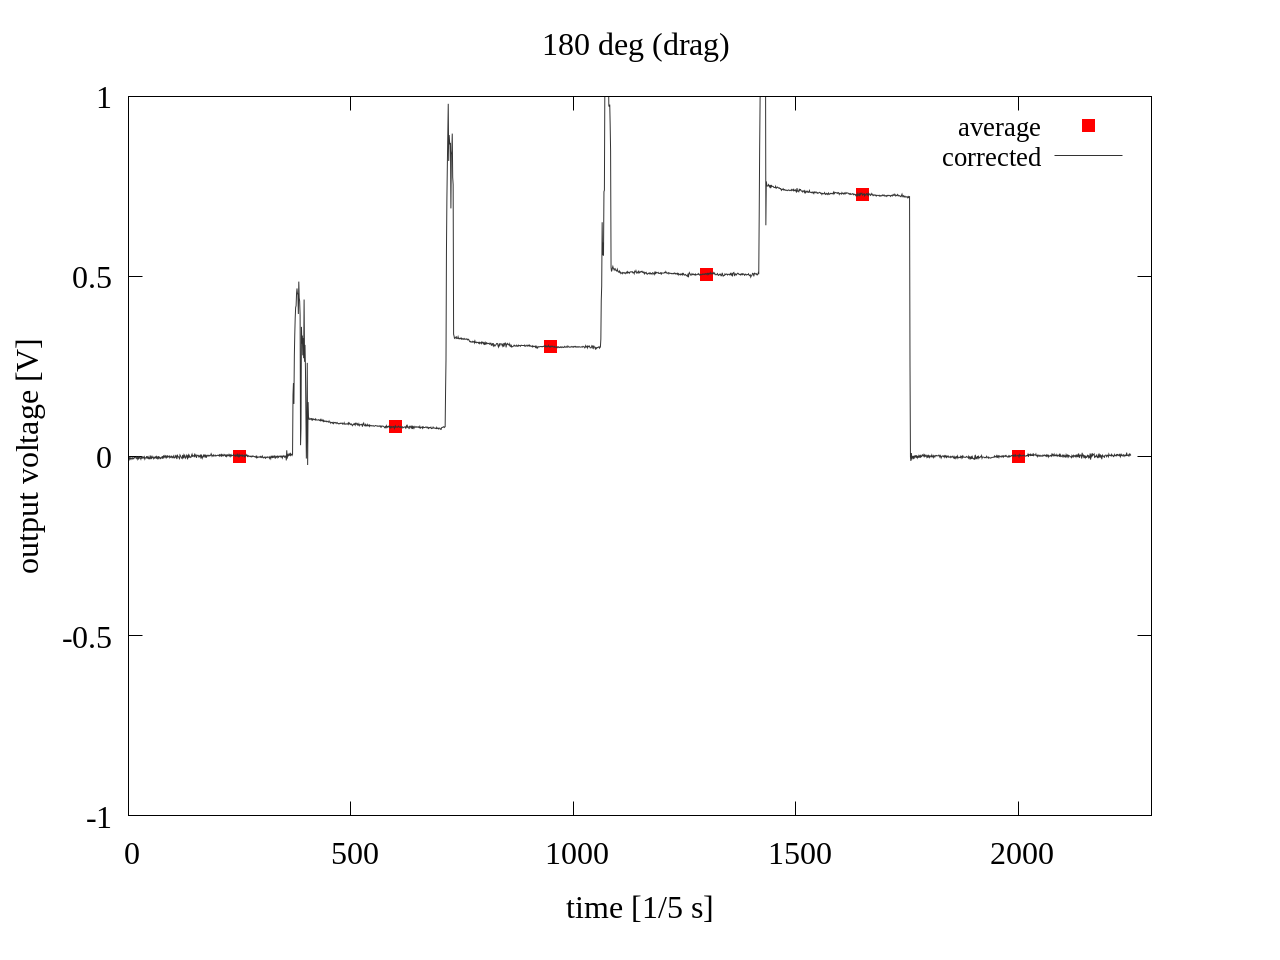 180 deg (drag)
average
corrected
output voltage [V]
1
0.5
0
-0.5
-1
0 500 1000 1500 2000
time [1/5 s]